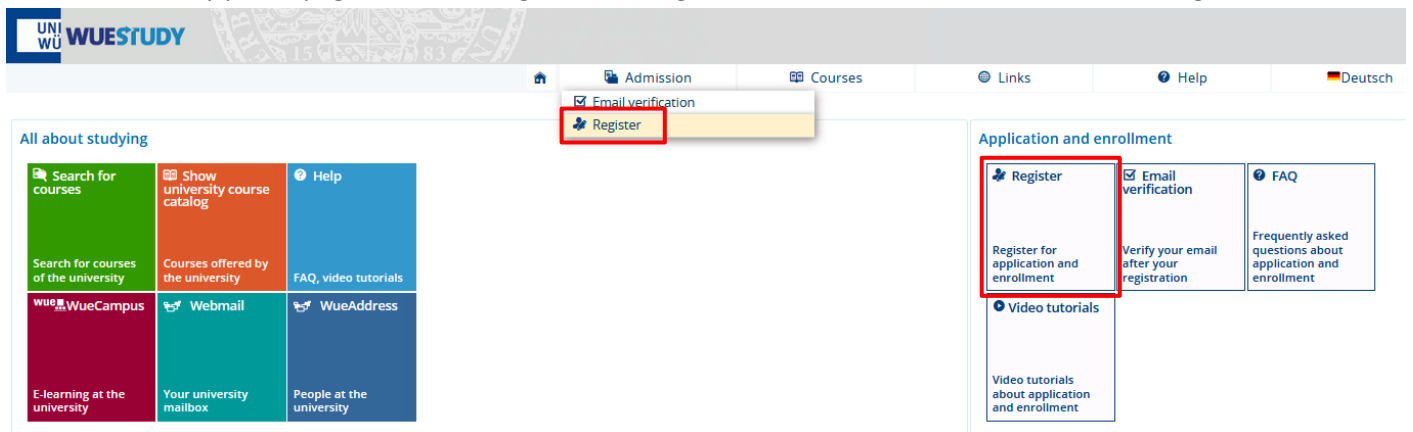 UNI WÜ WUESTUDY
15 83
Admission
Courses
Links
Help
Deutsch
Email verification
Register
All about studying
Search for
courses
Search for courses
of the university
Show
university course
catalog
Courses offered by
the university
Help
FAQ, video tutorials
wue WueCampus
E-learning at the
university
Webmail
Your university
mailbox
WueAddress
People at the
university
Application and enrollment
Register
Register for
application and
enrollment
Email
verification
Verify your email
after your
registration
FAQ
Frequently asked
questions about
application and
enrollment
Video tutorials
Video tutorials
about application
and enrollment